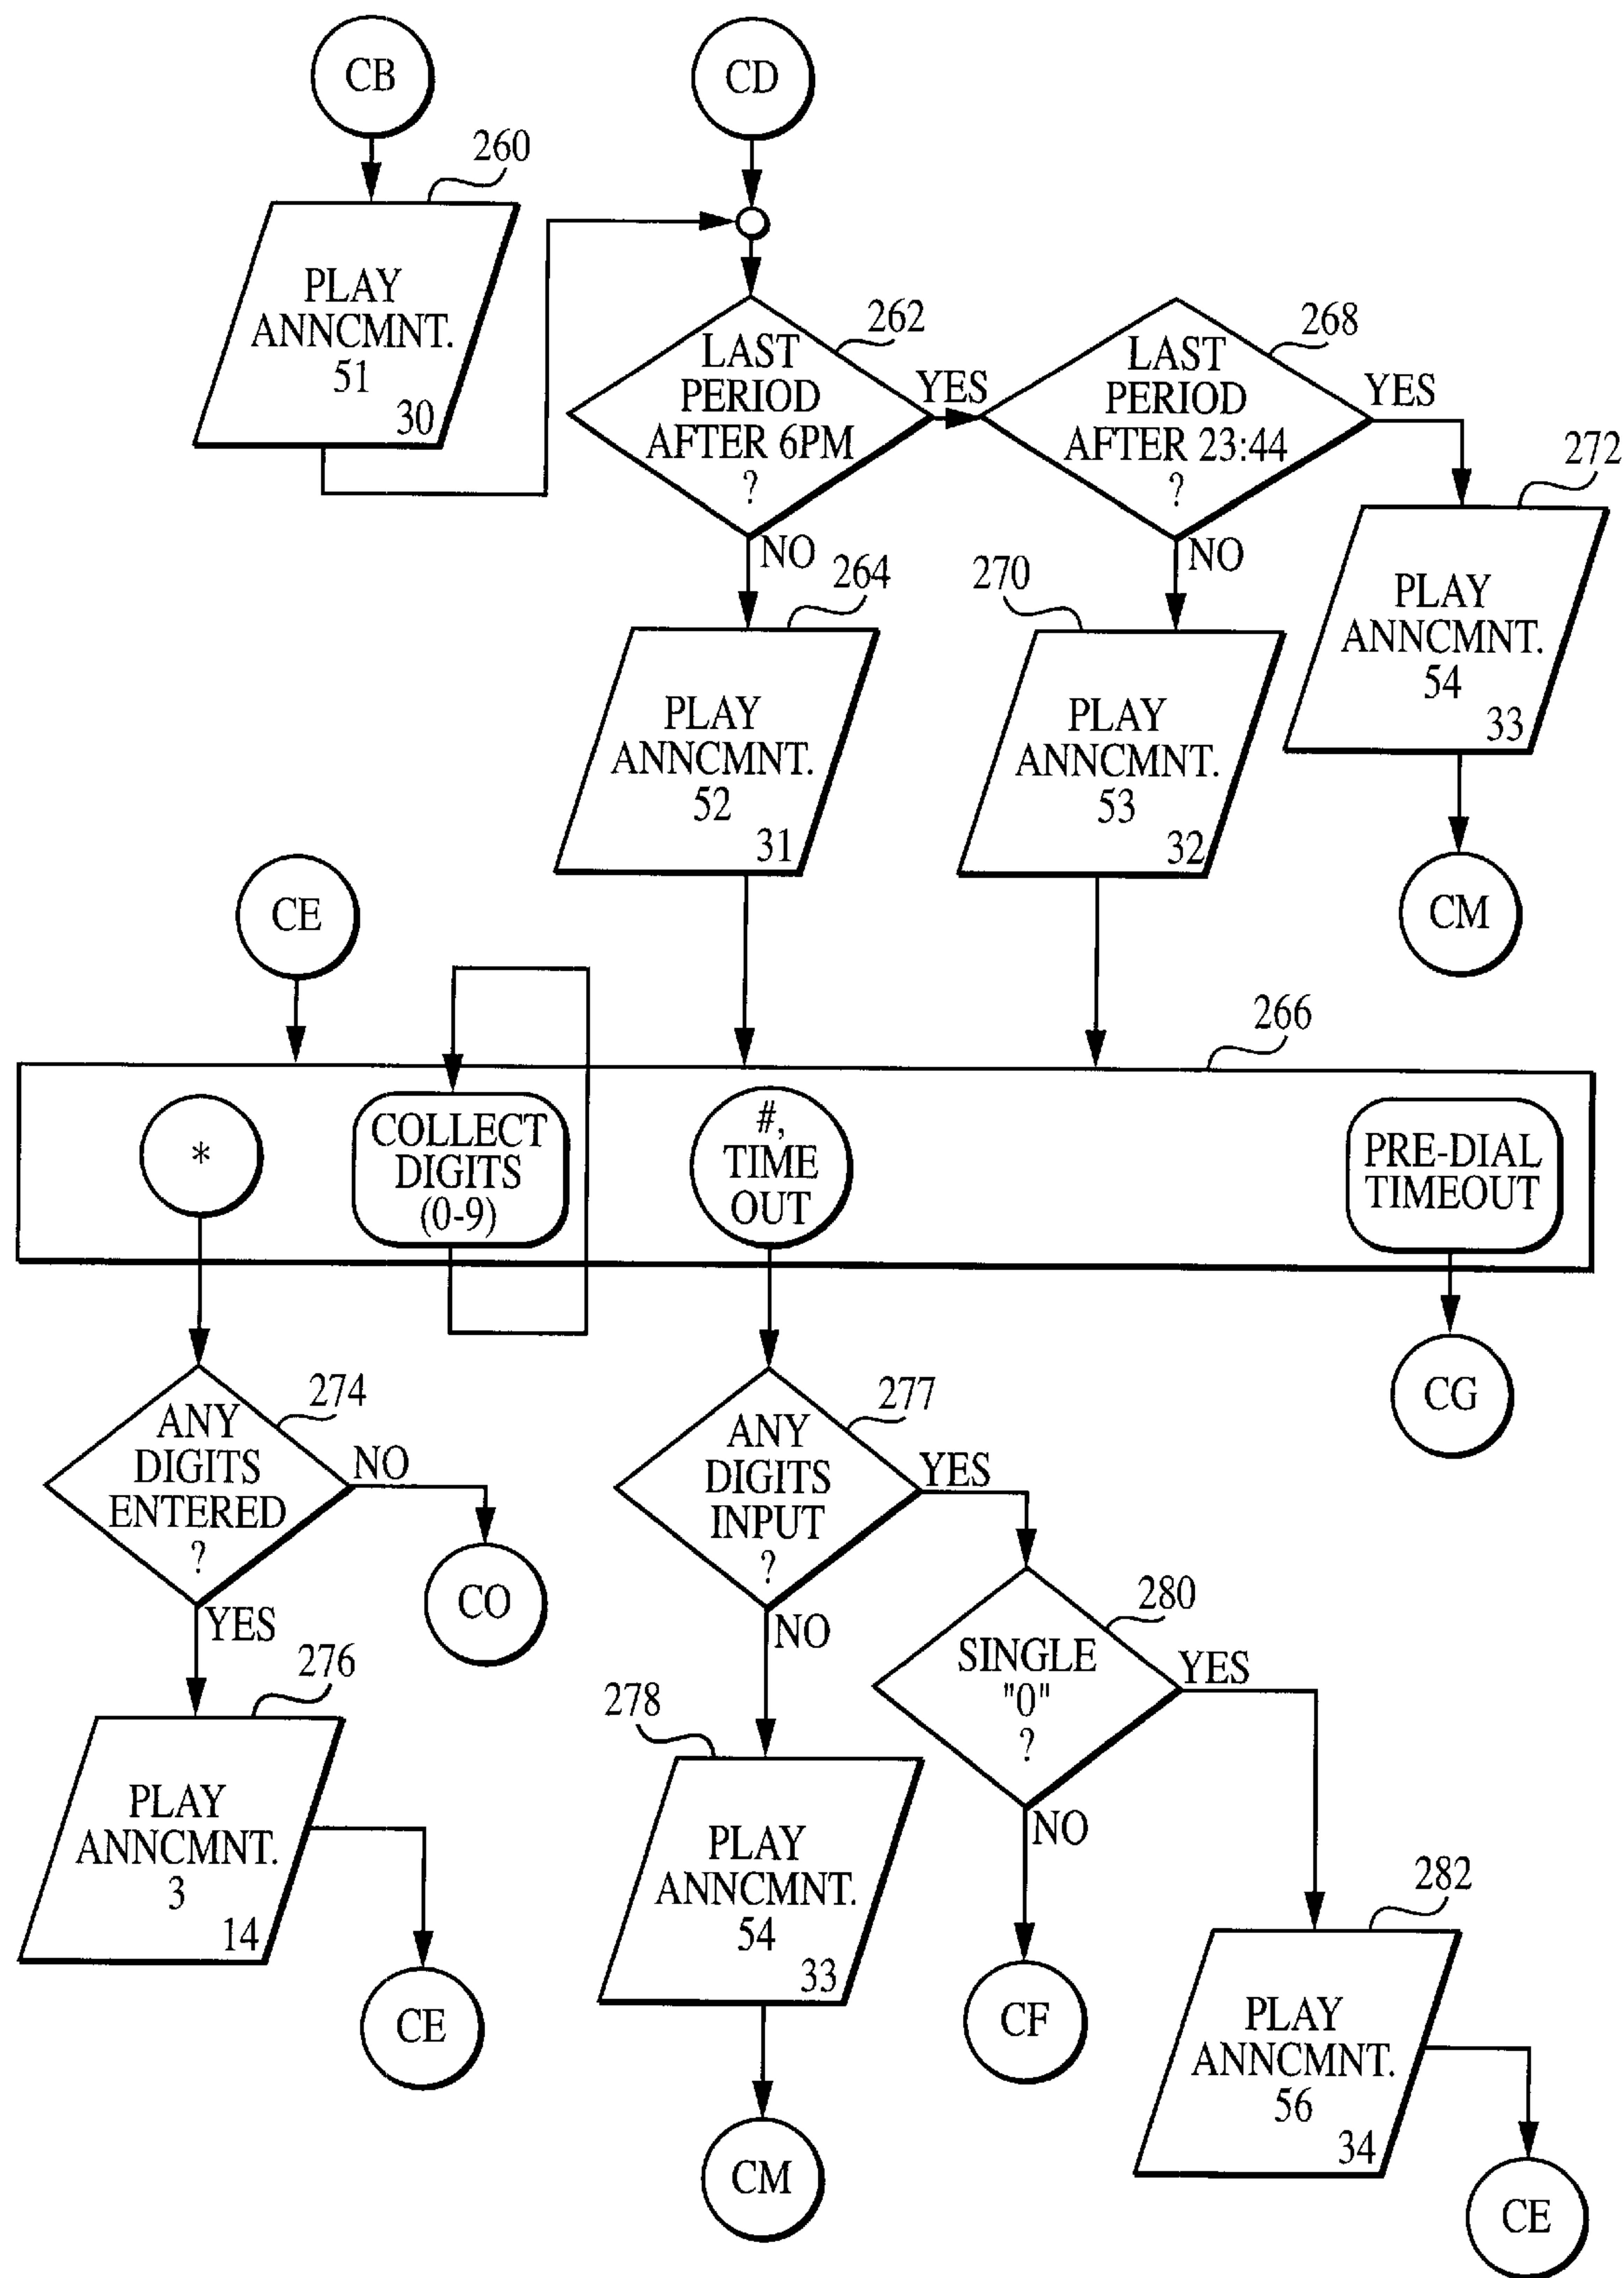 CB
CD
260
PLAY
ANNCMNT.
51
30
262
LAST
PERIOD
AFTER 6PM
?
YES
NO
268
LAST
PERIOD
AFTER 23:44
?
YES
NO
272
PLAY
ANNCMNT.
54
33
CM
264
PLAY
ANNCMNT.
52
31
270
PLAY
ANNCMNT.
53
32
CE
266
*
COLLECT
DIGITS
(0-9)
#,
TIME
OUT
PRE-DIAL
TIMEOUT
CG
274
ANY
DIGITS
ENTERED
?
NO
CO
YES
276
PLAY
ANNCMNT.
3
14
CE
277
ANY
DIGITS
INPUT
?
YES
NO
278
PLAY
ANNCMNT.
54
33
CM
280
SINGLE
"0"
?
YES
NO
CF
282
PLAY
ANNCMNT.
56
34
CE